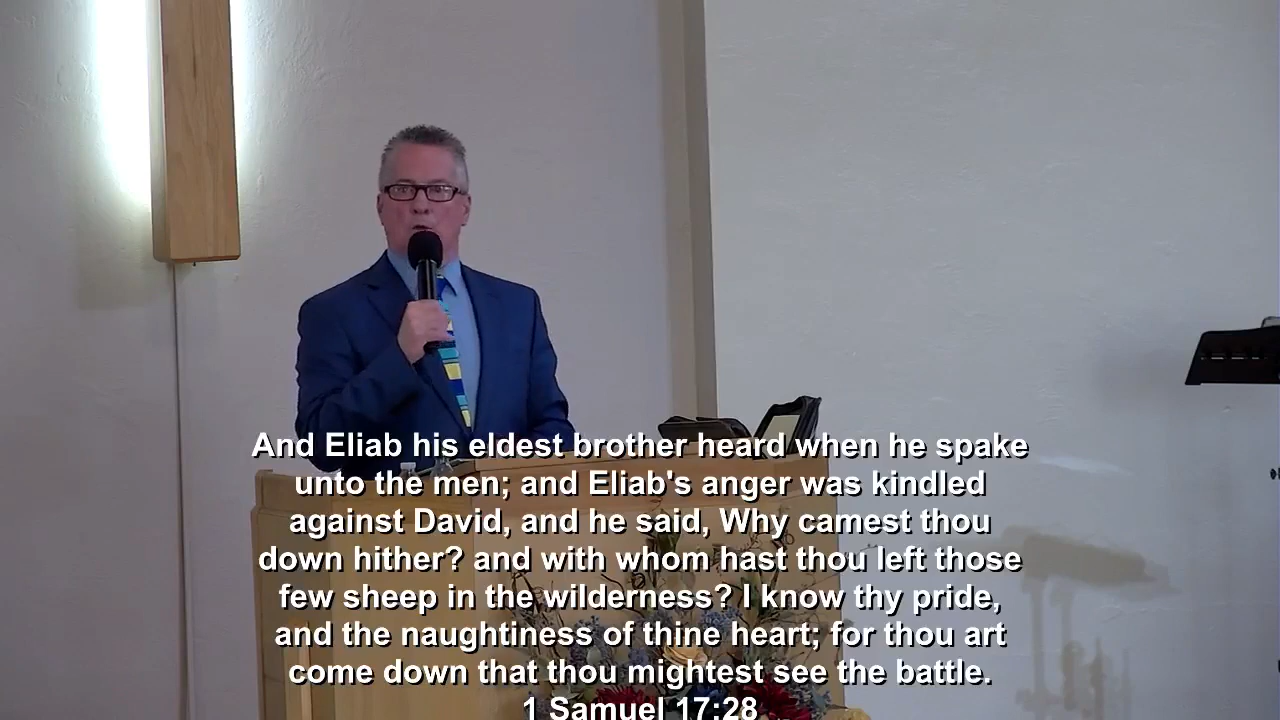 And Eliab his eldest brother heard when he spake
unto the men; and Eliab's anger was kindled
against David, and he said, Why camest thou
down hither? and with whom hast thou left those
few sheep in the wilderness? I know thy pride,
and the naughtiness of thine heart; for thou art
come down that thou mightest see the battle.
1 Samuel 17:28